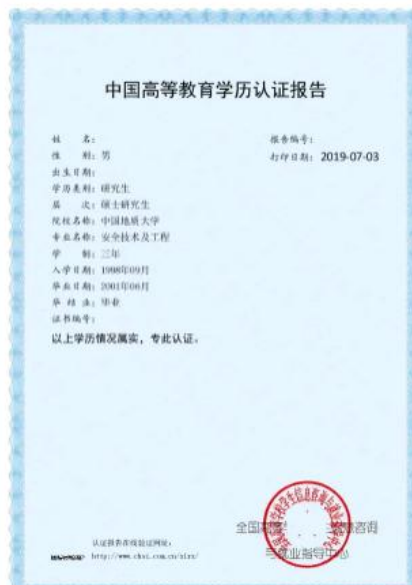 中国高等教育学历认证报告
姓 名：
报告编号：
性 别：男
打印日期：2019-07-03
出生日期：
学历类别：研究生
层 次：硕士研究生
院校名称：中国地质大学
专业名称：安全技术及工程
学 制：三年
入学日期：1998年09月
毕业日期：2001年06月
毕 结 业：毕业
证书编号：
以上学历情况属实，专此认证。
全国高
咨询
与就业指导中心
认证报告在线验证网址：
http://www.chsi.com.cn/xlrz/